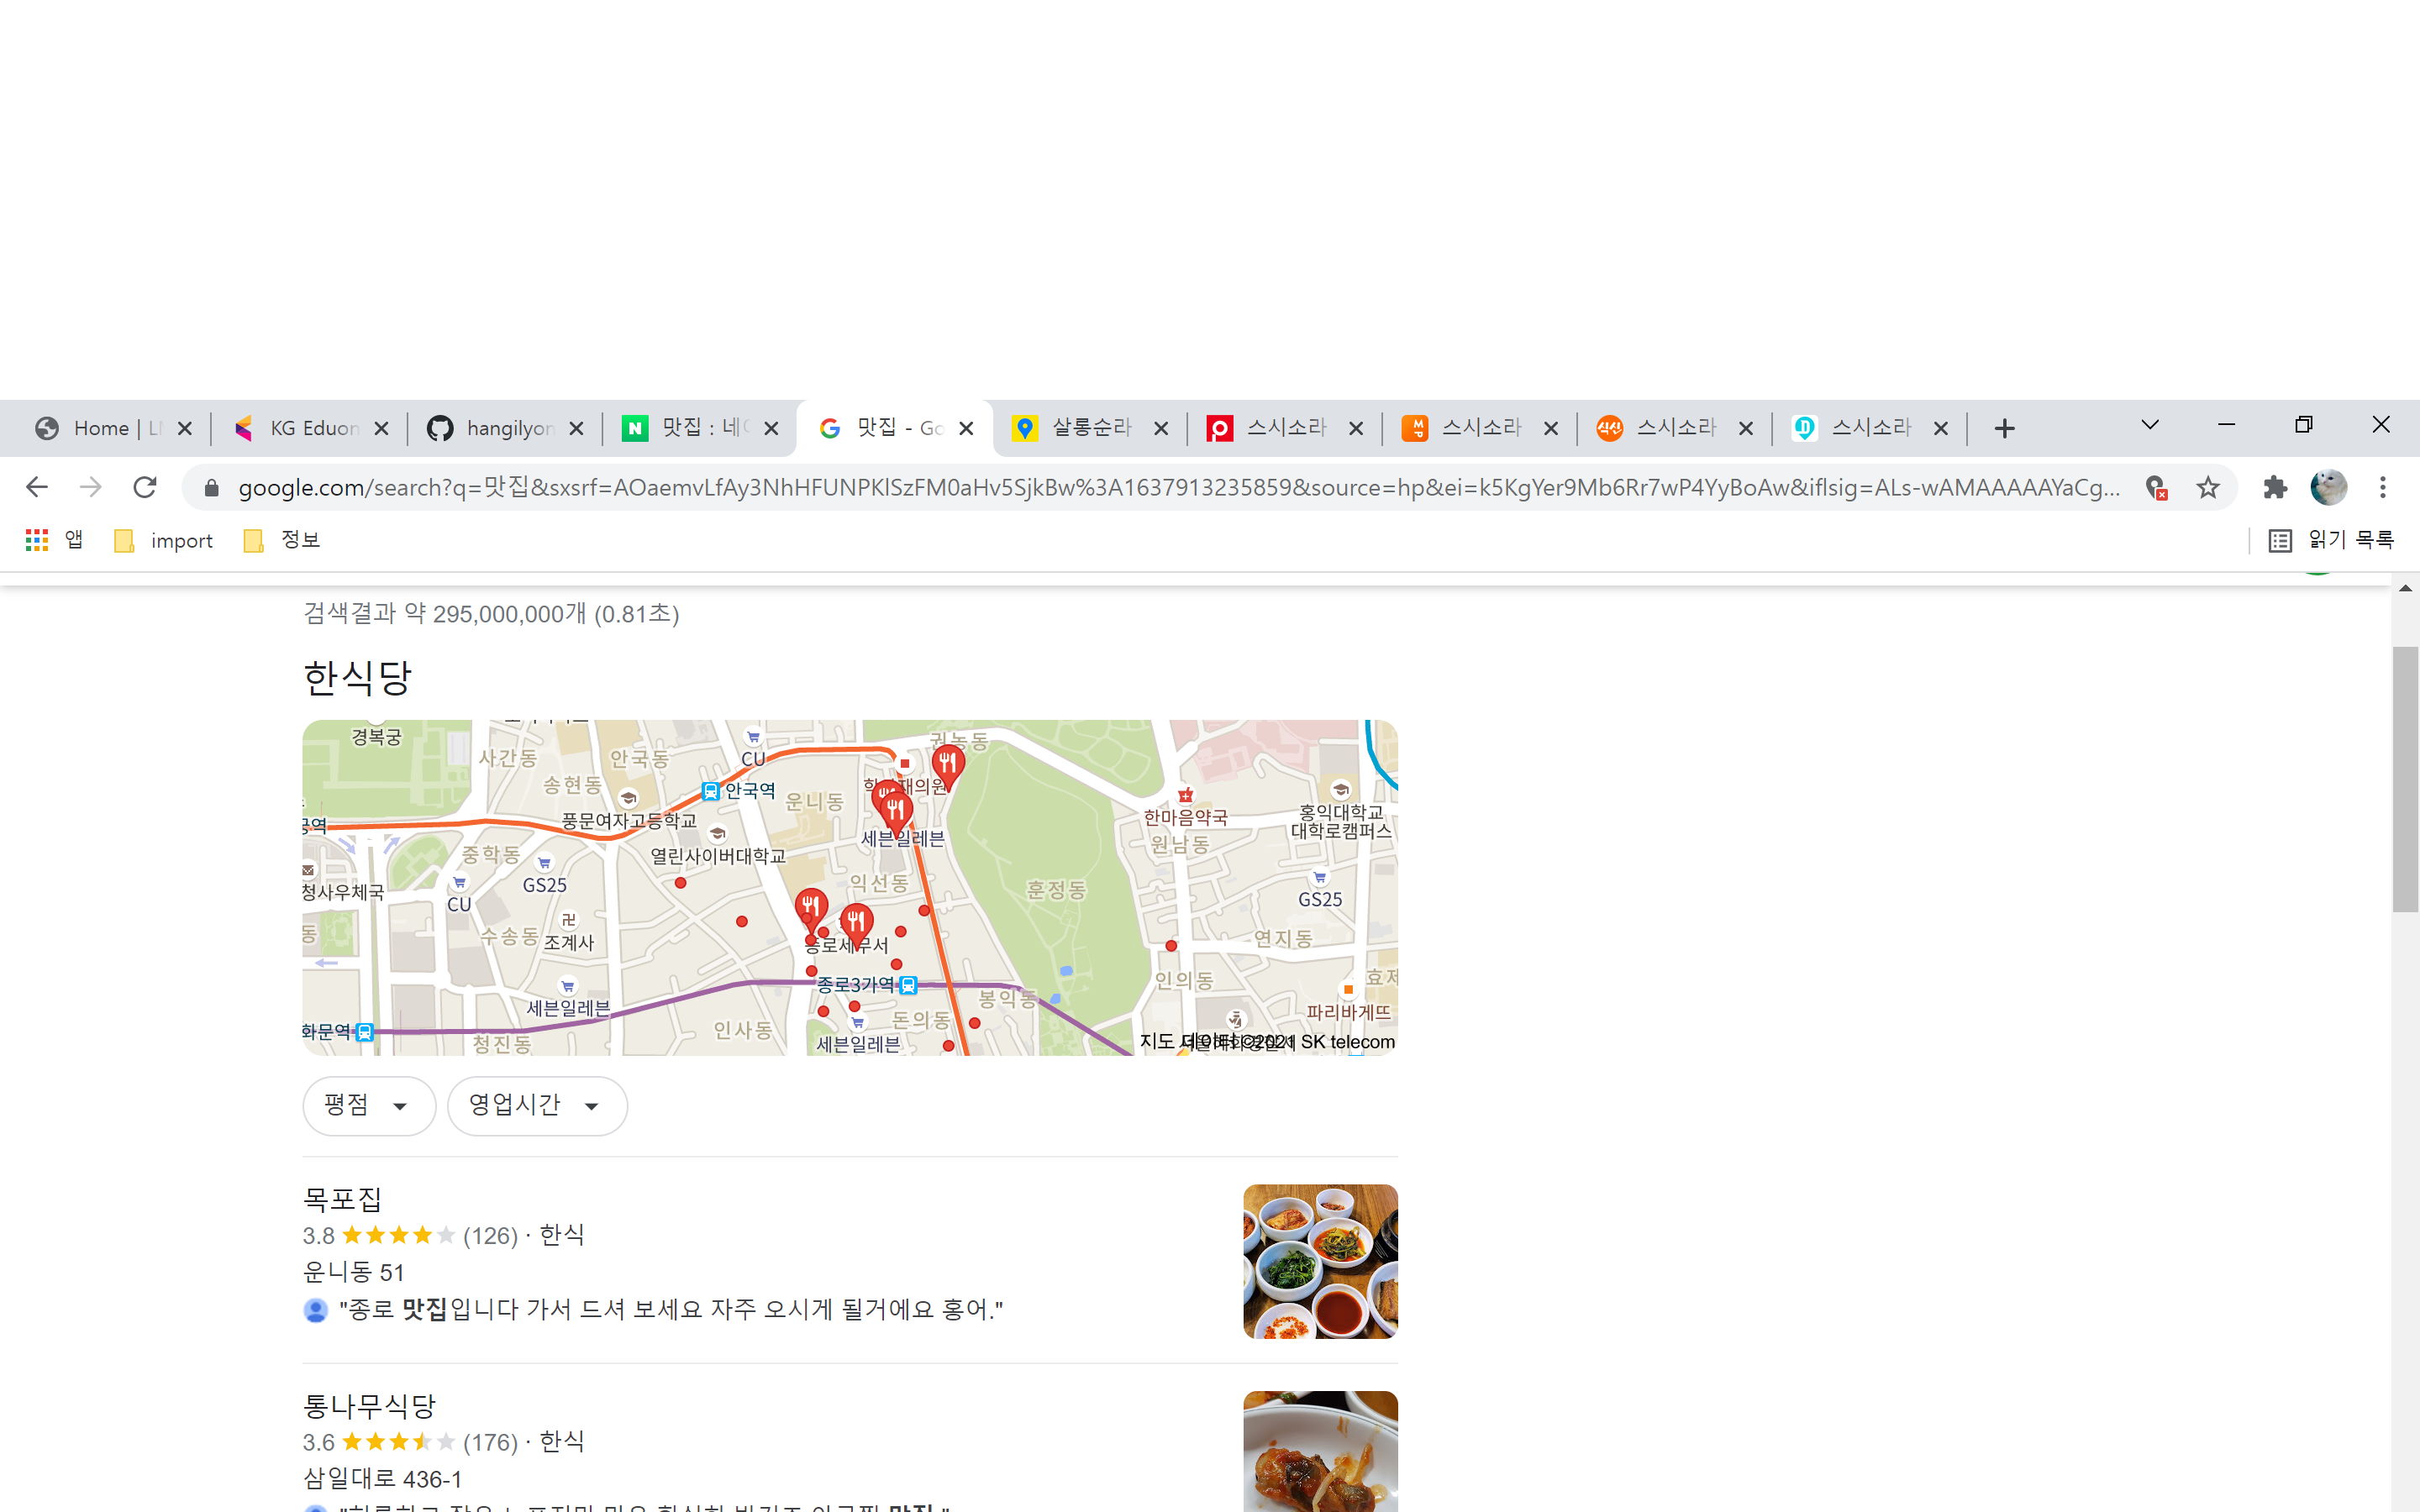 Home | LM
KG Eduon
hangilyon
맛집 : 네이
맛집 - Go
살롱순라
스시소라
스시소라
스시소라
스시소라
google.com/search?q=맛집&sxsrf=AOaemvLfAy3NhHFUNPKlSzFM0aHv5SjkBw%3A1637913235859&source=hp&ei=k5KgYer9Mb6Rr7wP4YyBoAw&iflsig=ALs-wAMAAAAAYaCg...
앱
import
정보
읽기 목록
검색결과 약 295,000,000개 (0.81초)
한식당
경복궁
사간동
안국동
CU
권농동
송현동
안국역
운니동
재의원
홍익대학교
대학로캠퍼스
한마음약국
풍문여자고등학교
세븐일레븐
원남동
중학동
열린사이버대학교
GS25
익선동
훈정동
청사우체국
CU
GS25
수송동
조계사
종로세무서
연지동
종로3가역
인의동
효제
세븐일레븐
봉익동
파리바게뜨
화문역
인사동
돈의동
청진동
세븐일레븐
지도 데이터 ©2021 SK telecom
평점
영업시간
목포집
3.8 (126) · 한식
운니동 51
"종로 맛집입니다 가서 드셔 보세요 자주 오시게 될거에요 홍어."
통나무식당
3.6 (176) · 한식
삼일대로 436-1